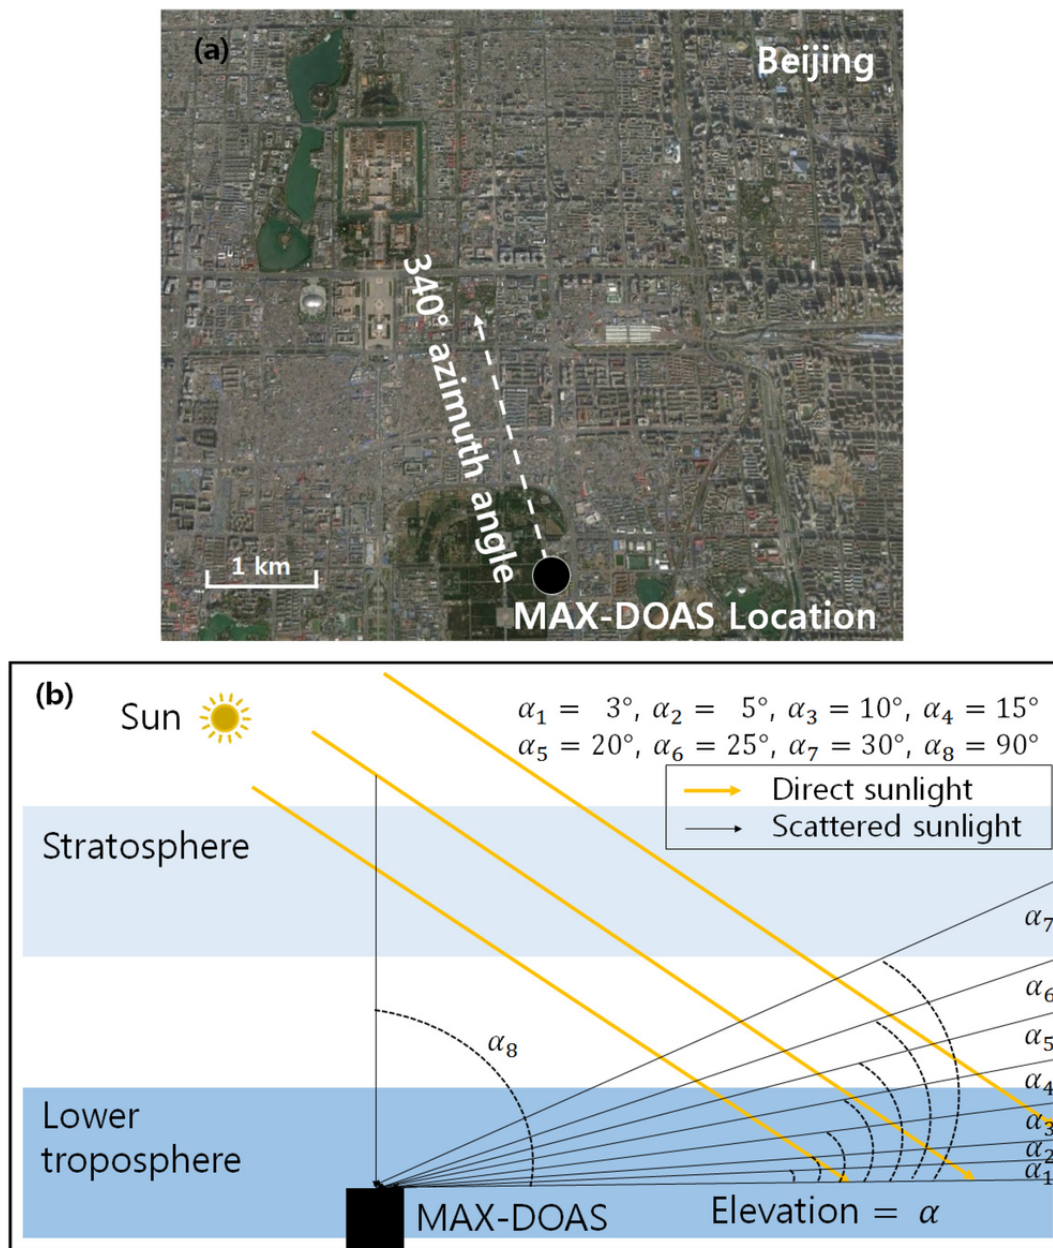 (a)
Beijing
340° azimuth angle
1 km
MAX-DOAS Location
(b)
Sun
α₁ = 3°, α₂ = 5°, α₃ = 10°, α₄ = 15°
α₅ = 20°, α₆ = 25°, α₇ = 30°, α₈ = 90°
Direct sunlight
Scattered sunlight
Stratosphere
α₇
α₆
α₅
α₈
α₄
Lower
troposphere
α₃
α₂
α₁
MAX-DOAS
Elevation = α